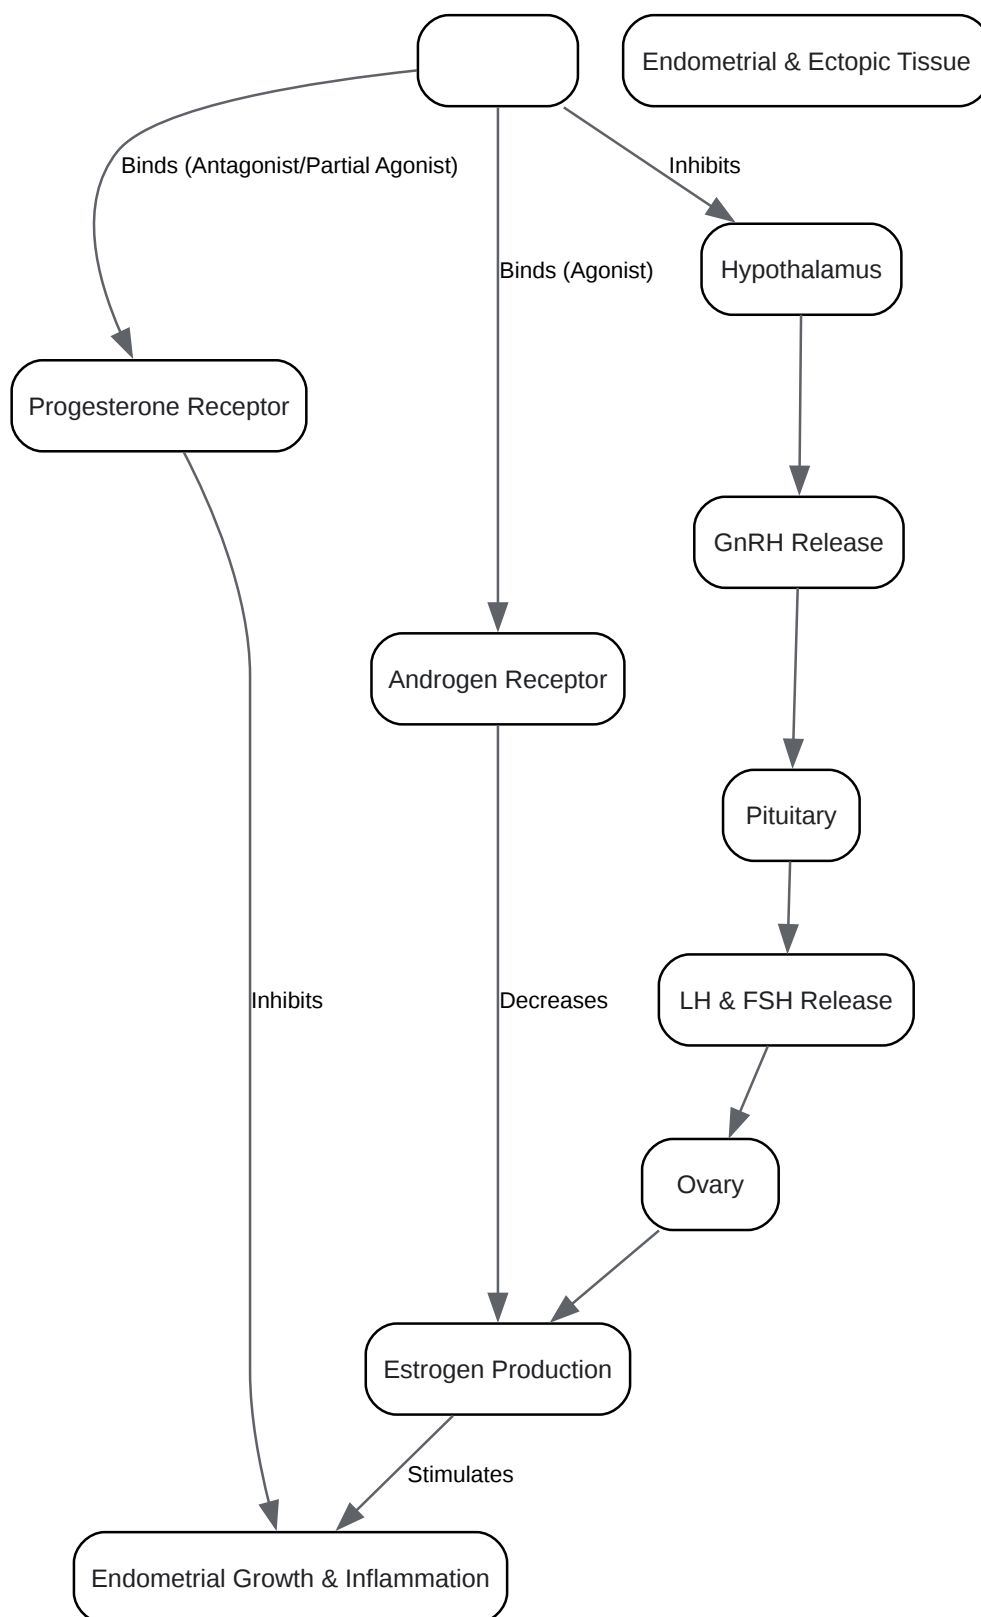 Endometrial & Ectopic Tissue
Binds (Antagonist/Partial Agonist)
Inhibits
Binds (Agonist)
Hypothalamus
Progesterone Receptor
GnRH Release
Androgen Receptor
Pituitary
Inhibits
Decreases
LH & FSH Release
Ovary
Estrogen Production
Stimulates
Endometrial Growth & Inflammation